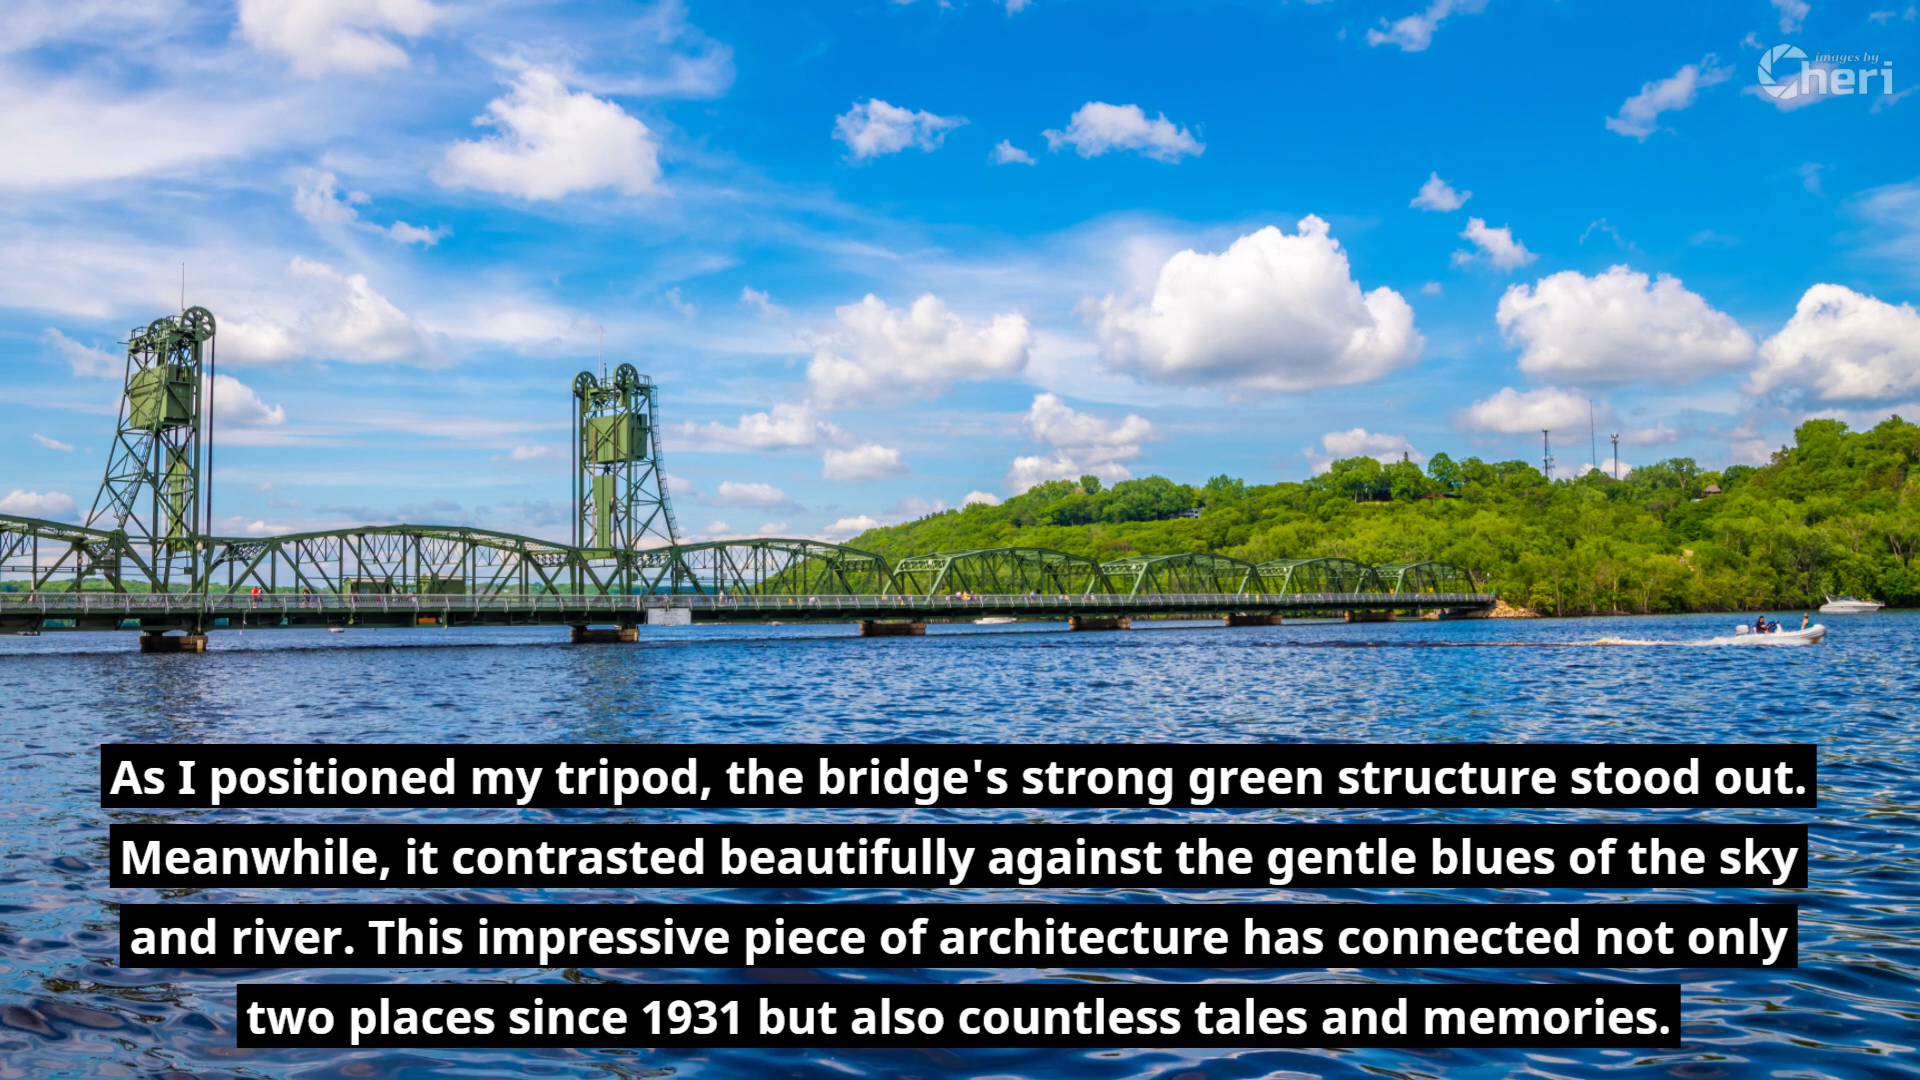 images by
Cheri
As I positioned my tripod, the bridge's strong green structure stood out.
Meanwhile, it contrasted beautifully against the gentle blues of the sky
and river. This impressive piece of architecture has connected not only
two places since 1931 but also countless tales and memories.